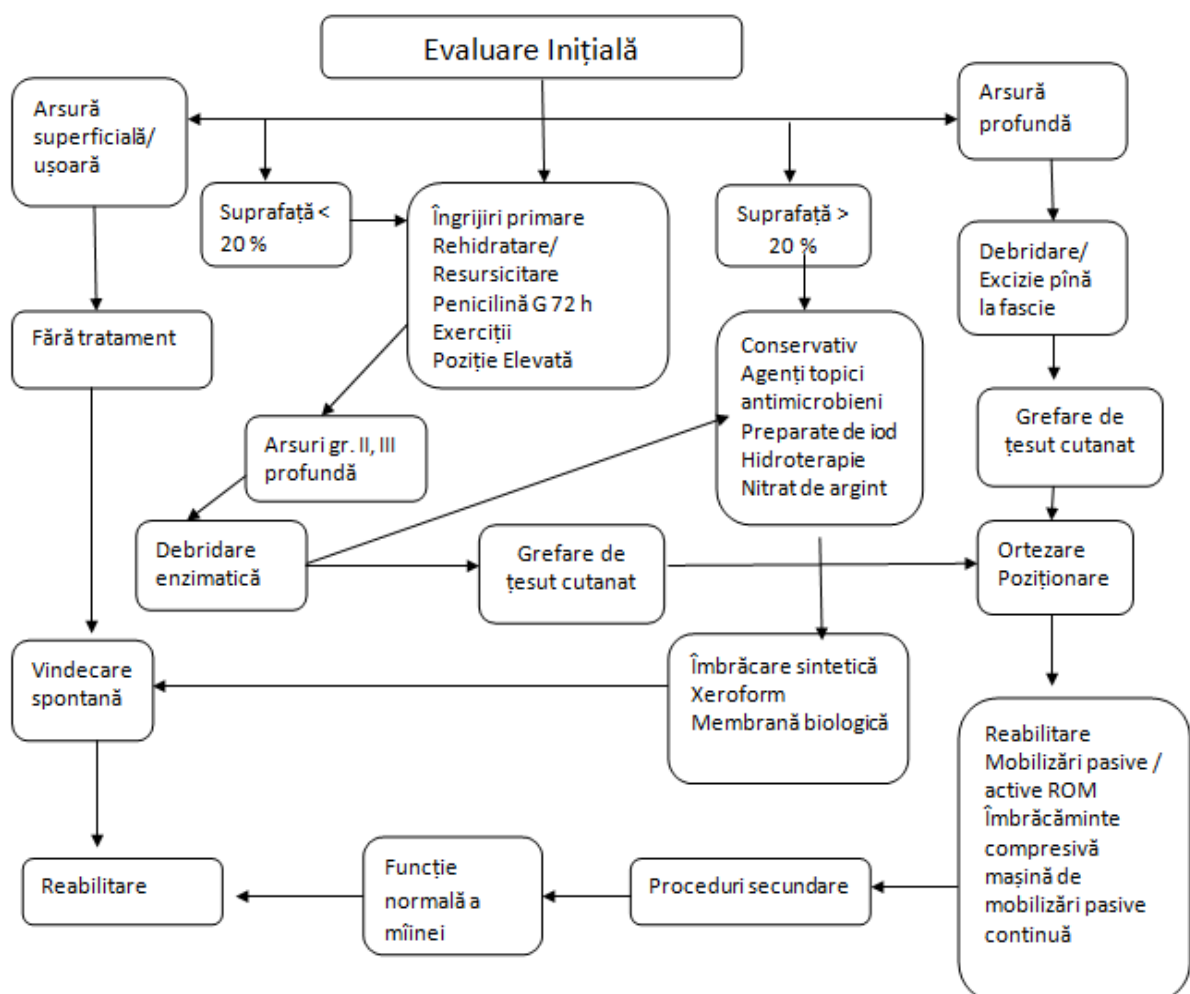 Evaluare Inițială
Arsură
superficială/
ușoară
Arsură
profundă
Suprafață <
20 %
Îngrijiri primare
Rehidratare/
Resursicitare
Penicilină G 72 h
Exerciții
Poziție Elevată
Suprafață >
20 %
Debridare/
Excizie pînă
la fascie
Fără tratament
Conservativ
Agenți topici
antimicrobieni
Preparate de iod
Hidroterapie
Nitrat de argint
Grefare de
țesut cutanat
Arsuri gr. II, III
profundă
Debridare
enzimatică
Grefare de
țesut cutanat
Ortezare
Poziționare
Vindecare
spontană
Îmbrăcare sintetică
Xeroform
Membrană biologică
Reabilitare
Mobilizări pasive /
active ROM
Îmbrăcăminte
compresivă
mașină de
mobilizări pasive
continuă
Reabilitare
Funcție
normală a
mîinei
Proceduri secundare